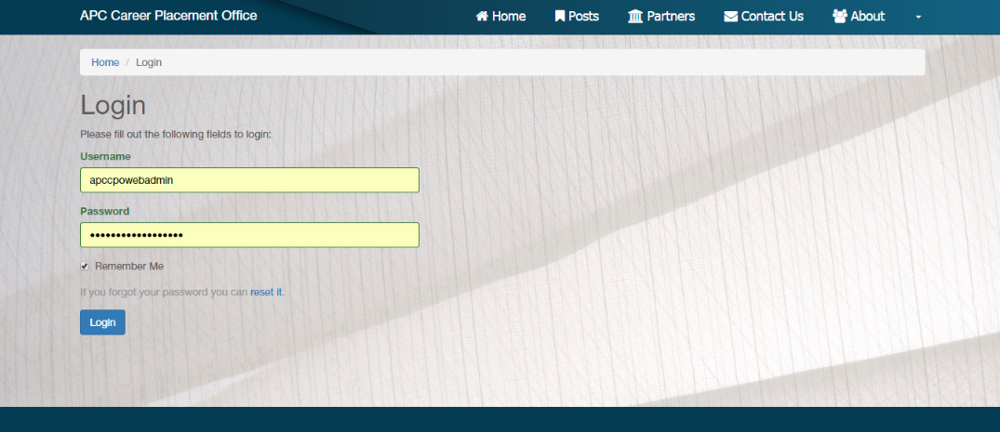 APC Career Placement Office
Home Posts Partners Contact Us About
Home / Login
Login
Please fill out the following fields to login:
Username
apccpowebadmin
Password
••••••••••••••••••
Remember Me
If you forgot your password you can reset it.
Login